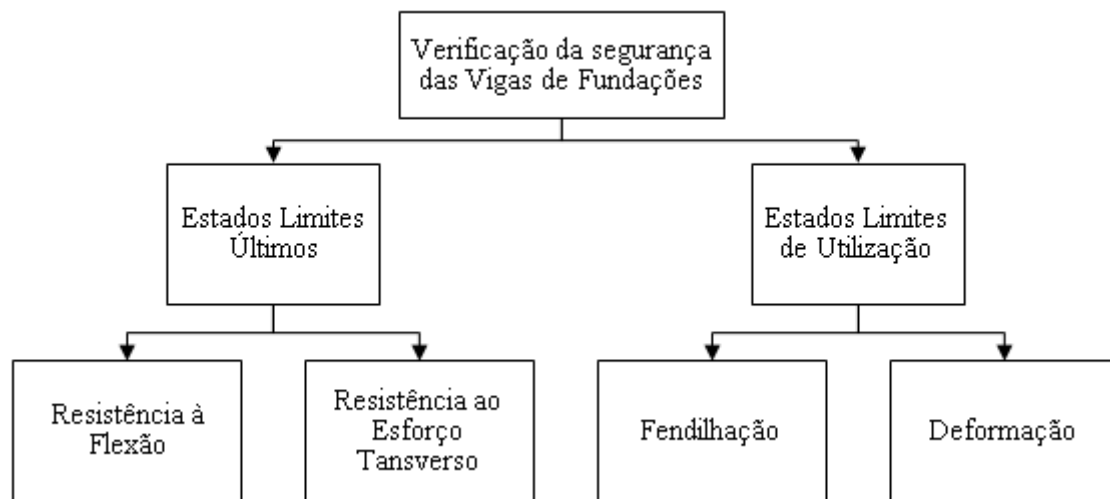 Verificação da segurança
das Vigas de Fundações
Estados Limites
Últimos
Estados Limites
de Utilização
Resistência à
Flexão
Resistência ao
Esforço
Tansverso
Fendilhação
Deformação